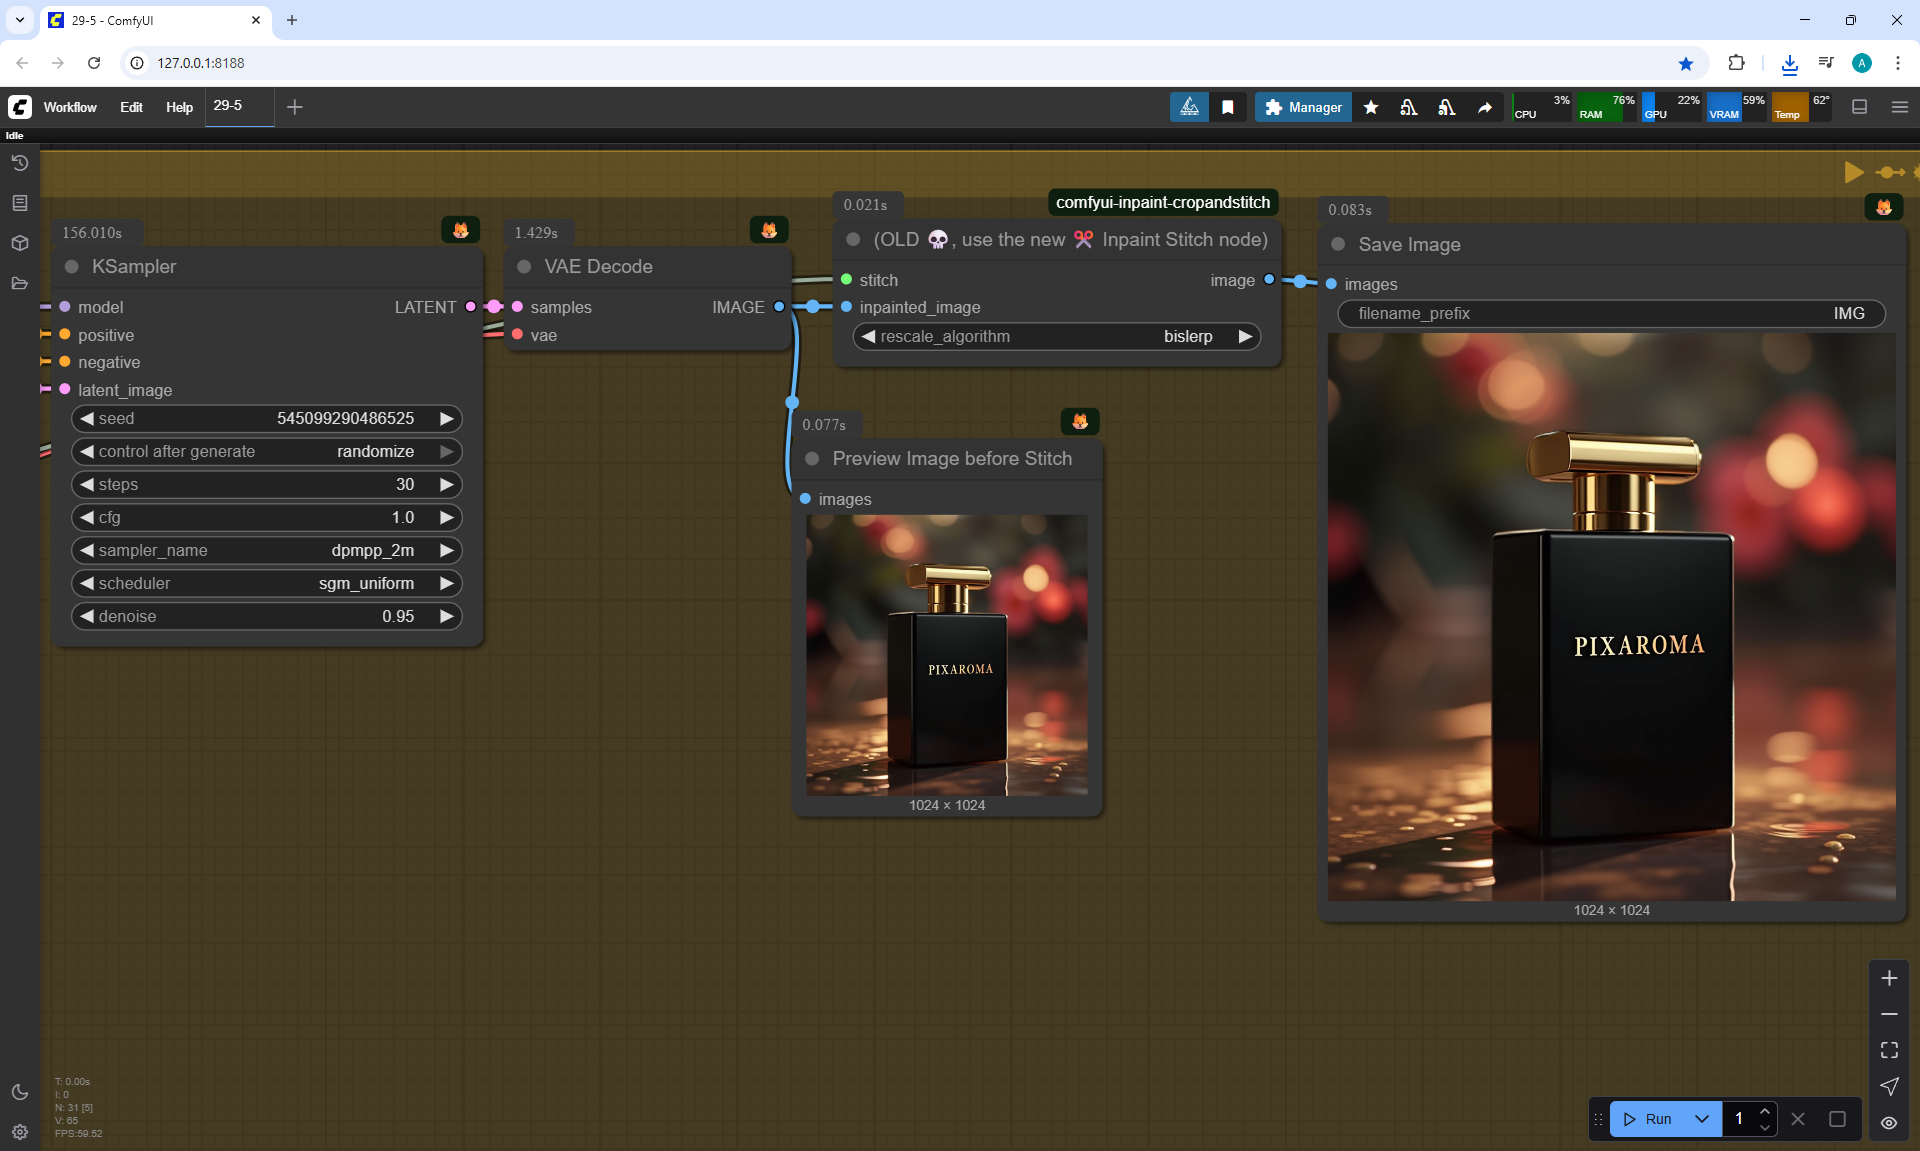 29-5 - ComfyUI
127.0.0.1:8188
A
Workflow
Edit
Help
29-5
Manager
3%
CPU
76%
RAM
22%
GPU
59%
VRAM
62°
Temp
Idle
156.010s
KSampler
model
LATENT
positive
negative
latent_image
seed
545099290486525
control after generate
randomize
steps
30
cfg
1.0
sampler_name
dpmpp_2m
scheduler
sgm_uniform
denoise
0.95
1.429s
VAE Decode
samples
IMAGE
vae
0.021s
comfyui-inpaint-cropandstitch
(OLD 💀, use the new ✂️ Inpaint Stitch node)
stitch
image
inpainted_image
rescale_algorithm
bislerp
0.077s
Preview Image before Stitch
images
PIXAROMA
1024 × 1024
0.083s
Save Image
images
filename_prefix
IMG
PIXAROMA
1024 × 1024
T: 0.00s
I: 0
N: 31 [5]
V: 65
FPS:59.52
Run
1